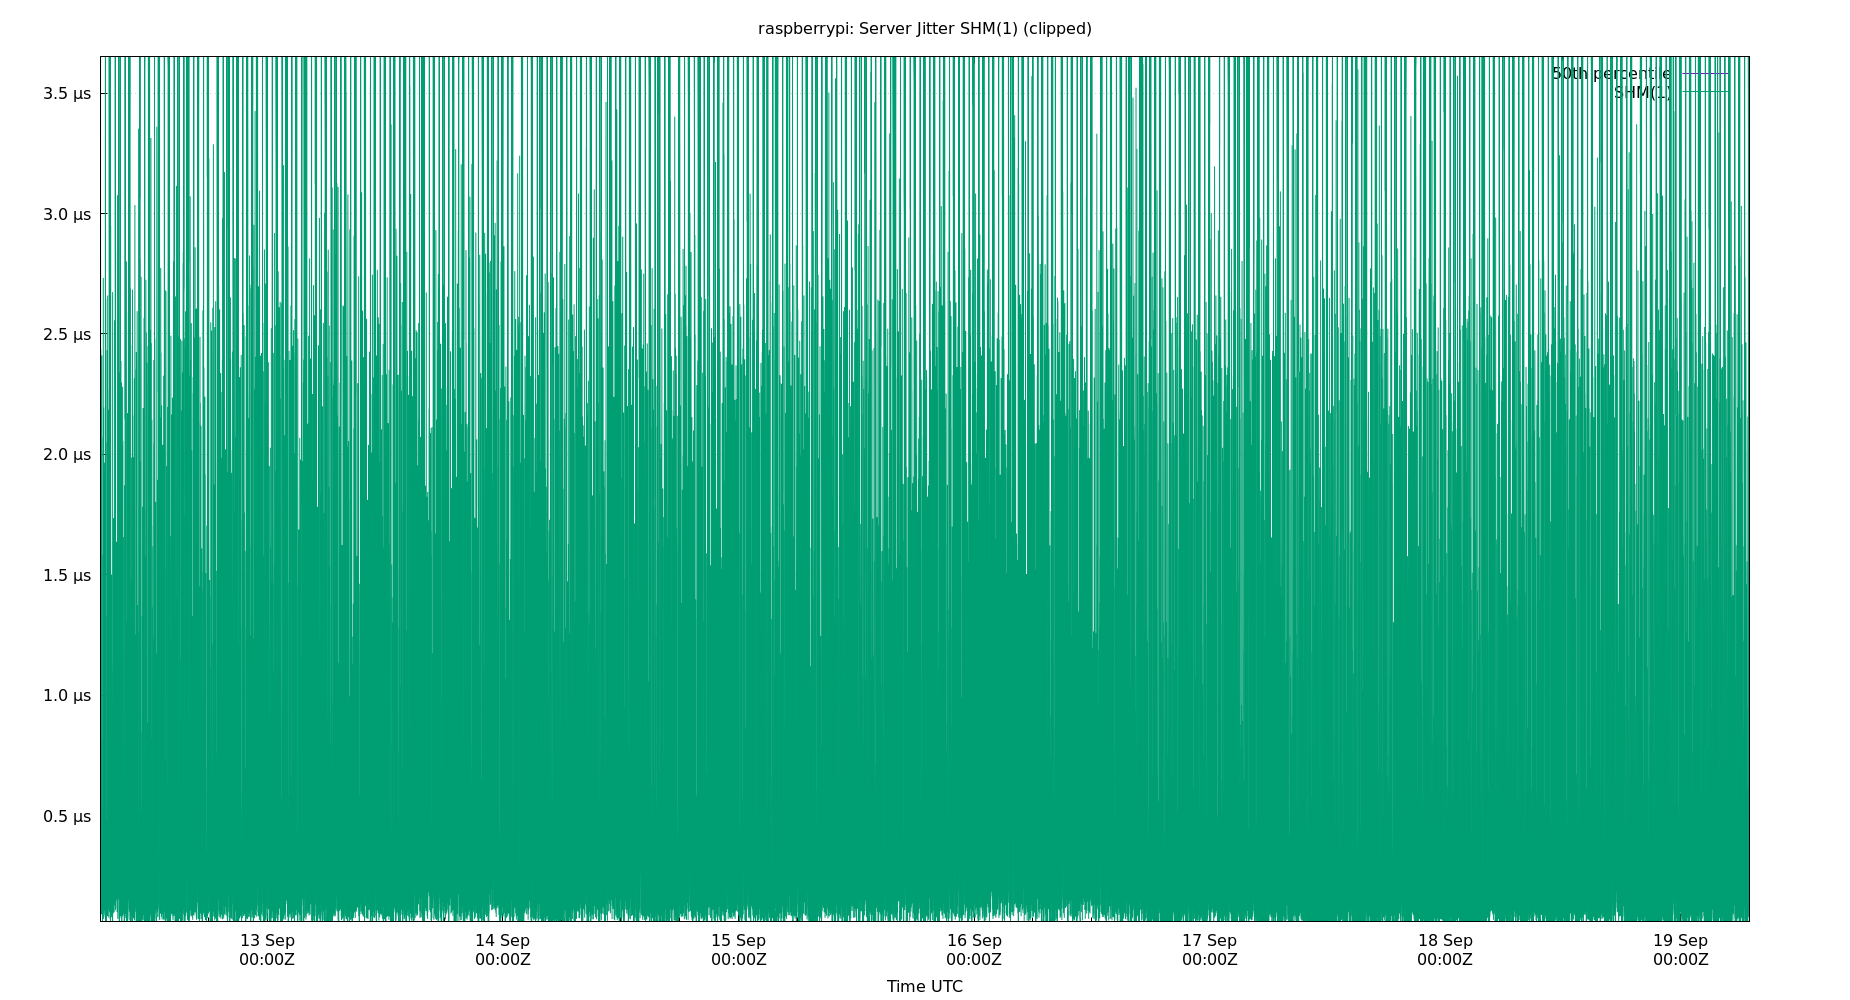 raspberrypi: Server Jitter SHM(1) (clipped)
50th percentile
SHM(1)
3.5 µs
3.0 µs
2.5 µs
2.0 µs
1.5 µs
1.0 µs
0.5 µs
13 Sep 14 Sep 15 Sep 16 Sep 17 Sep 18 Sep 19 Sep
00:00Z 00:00Z 00:00Z 00:00Z 00:00Z 00:00Z 00:00Z
Time UTC